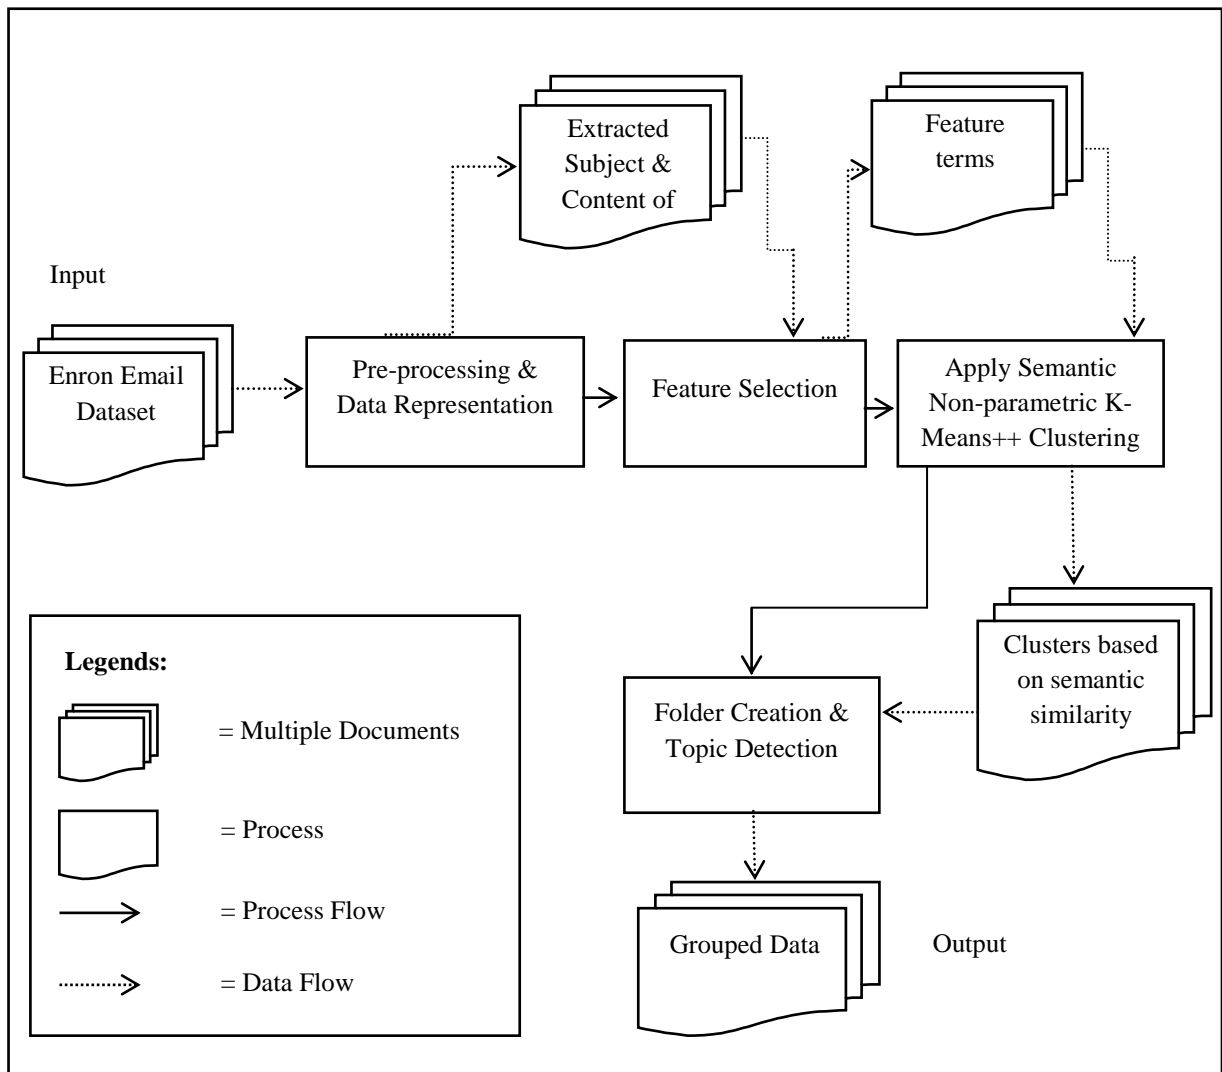 Extracted
Subject &
Content of
Feature
terms
Input
Enron Email
Dataset
Pre-processing &
Data Representation
Feature Selection
Apply Semantic
Non-parametric K-
Means++ Clustering
Legends:
= Multiple Documents
= Process
= Process Flow
= Data Flow
Folder Creation &
Topic Detection
Clusters based
on semantic
similarity
Grouped Data
Output